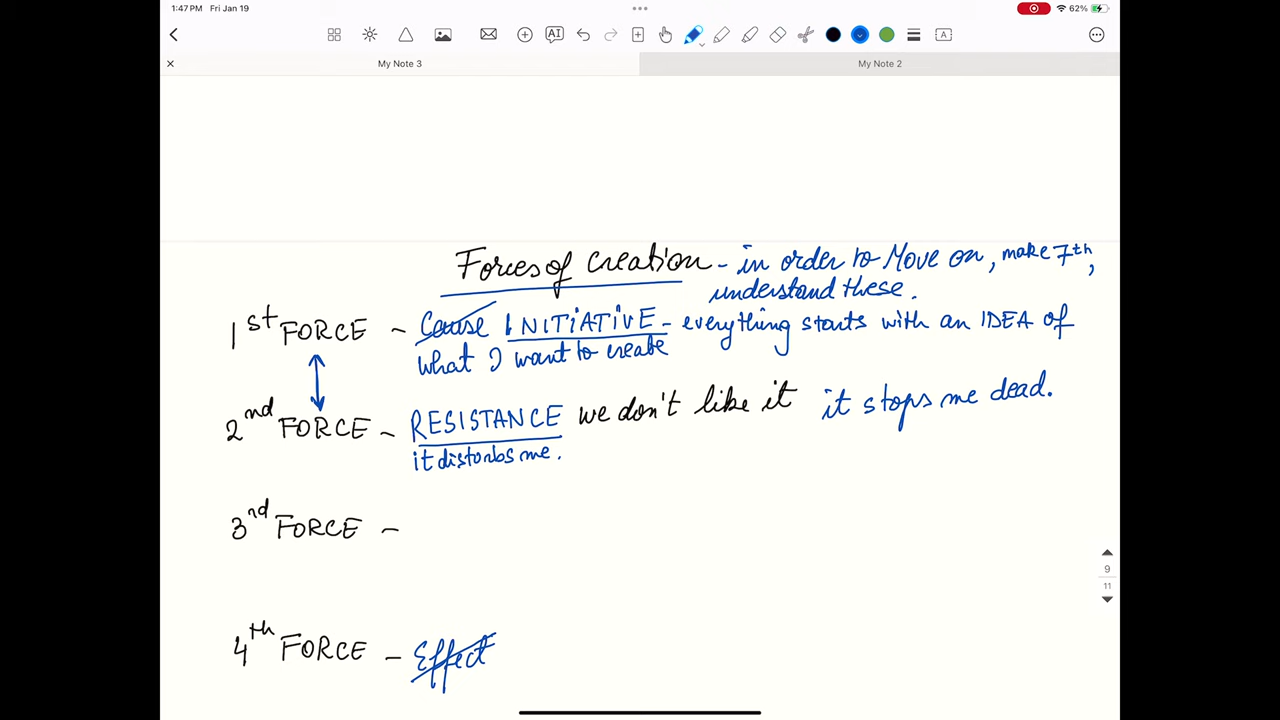 1:47 PM Fri Jan 19
62%
AI
A
My Note 3
My Note 2
Forces of Creation - in order to Move on, make 7th,
understand these.
1st FORCE - Cause INITIATIVE - everything starts with an IDEA of
what I want to create
2nd FORCE - RESISTANCE we don't like it it stops me dead.
it distorbs me.
3rd FORCE -
9
11
4th FORCE - Effect